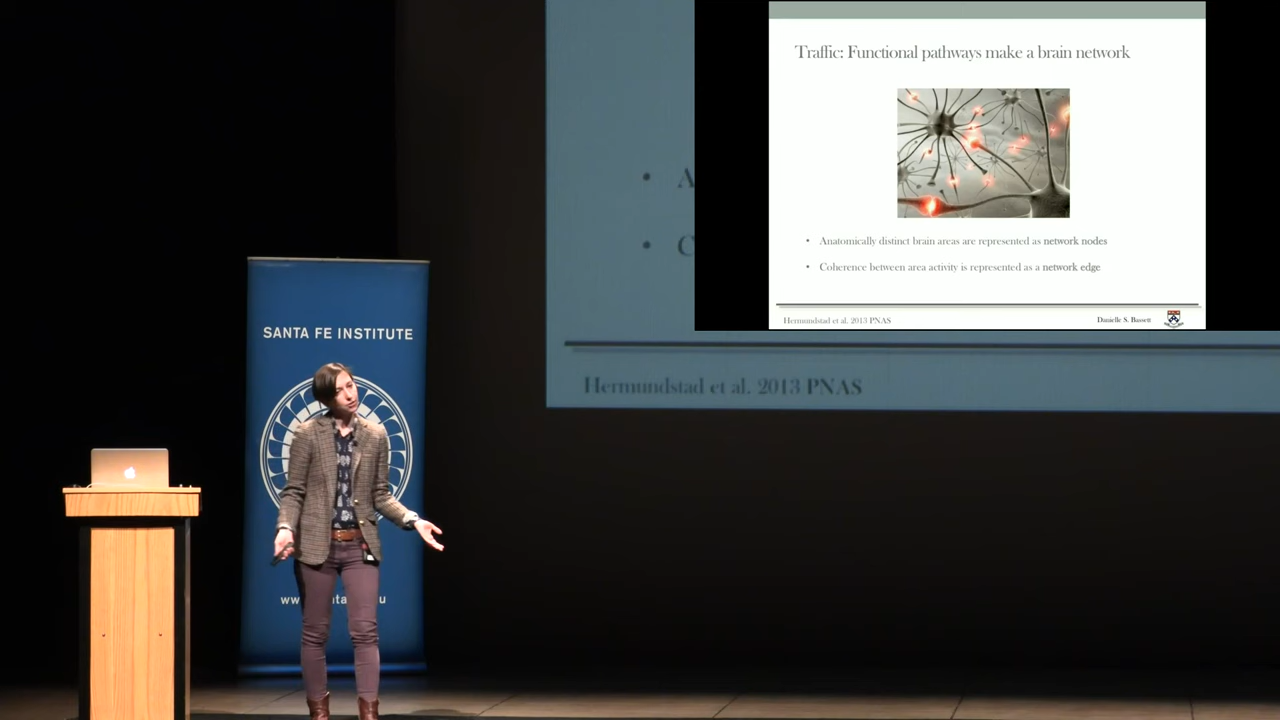 Traffic: Functional pathways make a brain network
• Anatomically distinct brain areas are represented as network nodes
• Coherence between area activity is represented as a network edge
Hermundstad et al. 2013 PNAS
Danielle S. Bassett
• A
• C
Hermundstad et al. 2013 PNAS
SANTA FE INSTITUTE